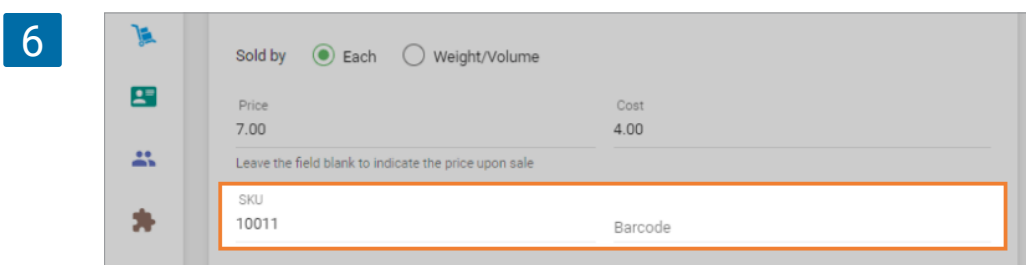 6
Sold by Each Weight/Volume
Price Cost
7.00 4.00
Leave the field blank to indicate the price upon sale
SKU
10011 Barcode